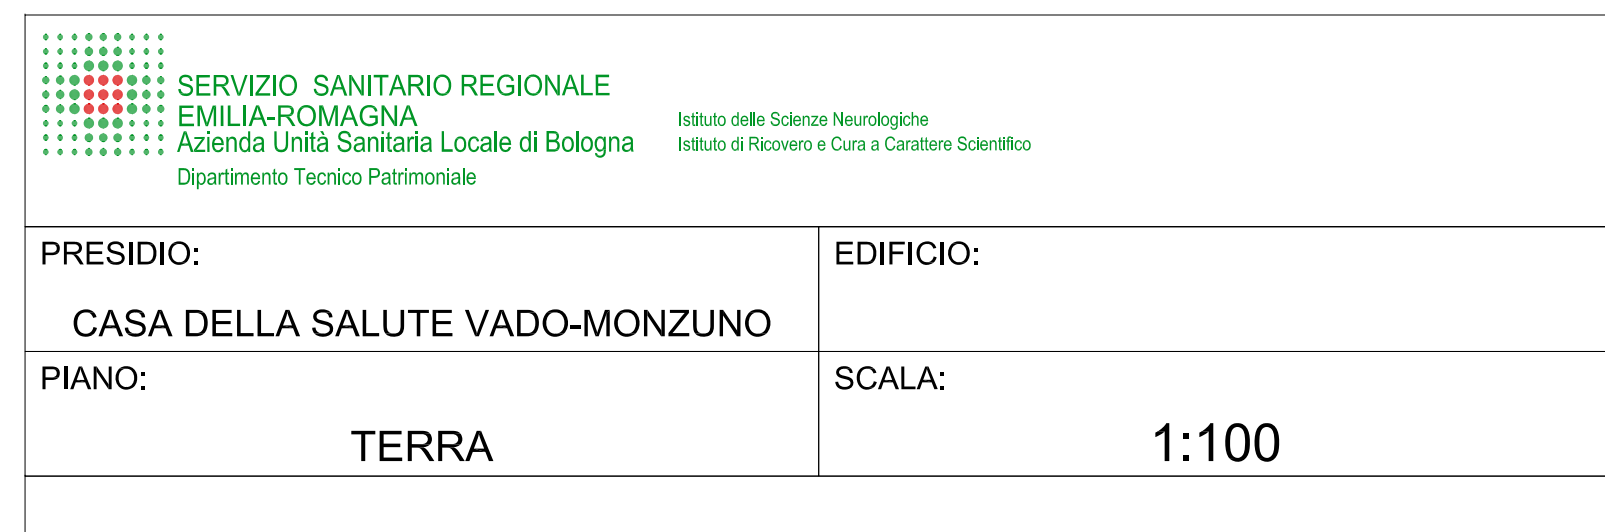 SERVIZIO SANITARIO REGIONALE
EMILIA-ROMAGNA
Azienda Unità Sanitaria Locale di Bologna
Istituto delle Scienze Neurologiche
Istituto di Ricovero e Cura a Carattere Scientifico
Dipartimento Tecnico Patrimoniale
PRESIDIO:
CASA DELLA SALUTE VADO-MONZUNO
EDIFICIO:
PIANO:
TERRA
SCALA:
1:100